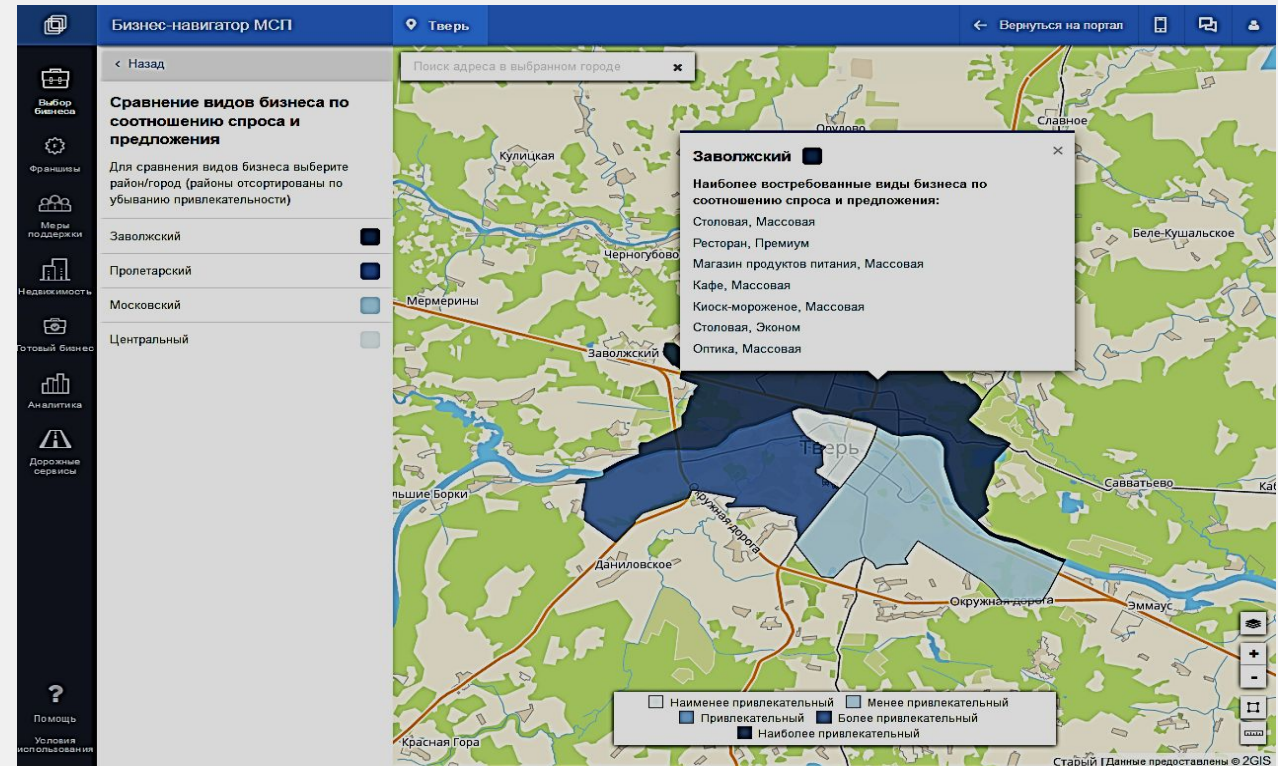 Бизнес-навигатор МСП
Тверь
Вернуться на портал
Выбор
бизнеса
Франшизы
Меры
поддержки
Недвижимость
Готовый бизнес
Аналитика
Дорожные
сервисы
?
Помощь
Условия
использования
‹ Назад
Сравнение видов бизнеса по
соотношению спроса и
предложения
Для сравнения видов бизнеса выберите
район/город (районы отсортированы по
убыванию привлекательности)
Заволжский
Пролетарский
Московский
Центральный
Поиск адреса в выбранном городе
Славное
Кулицкая
Заволжский
Наиболее востребованные виды бизнеса по
соотношению спроса и предложения:
Столовая, Массовая
Ресторан, Премиум
Магазин продуктов питания, Массовая
Кафе, Массовая
Киоск-мороженое, Массовая
Столовая, Эконом
Оптика, Массовая
Беле-Кушальское
Черногубово
Мермерины
Заволжский
Тверь
Савватьево
льшие Борки
Окружная дорога
Даниловское
Окружная дорога
Эммаус
+
-
Наименее привлекательный
Менее привлекательный
Привлекательный
Более привлекательный
Наиболее привлекательный
Красная Гора
Старый
Данные предоставлены © 2GIS